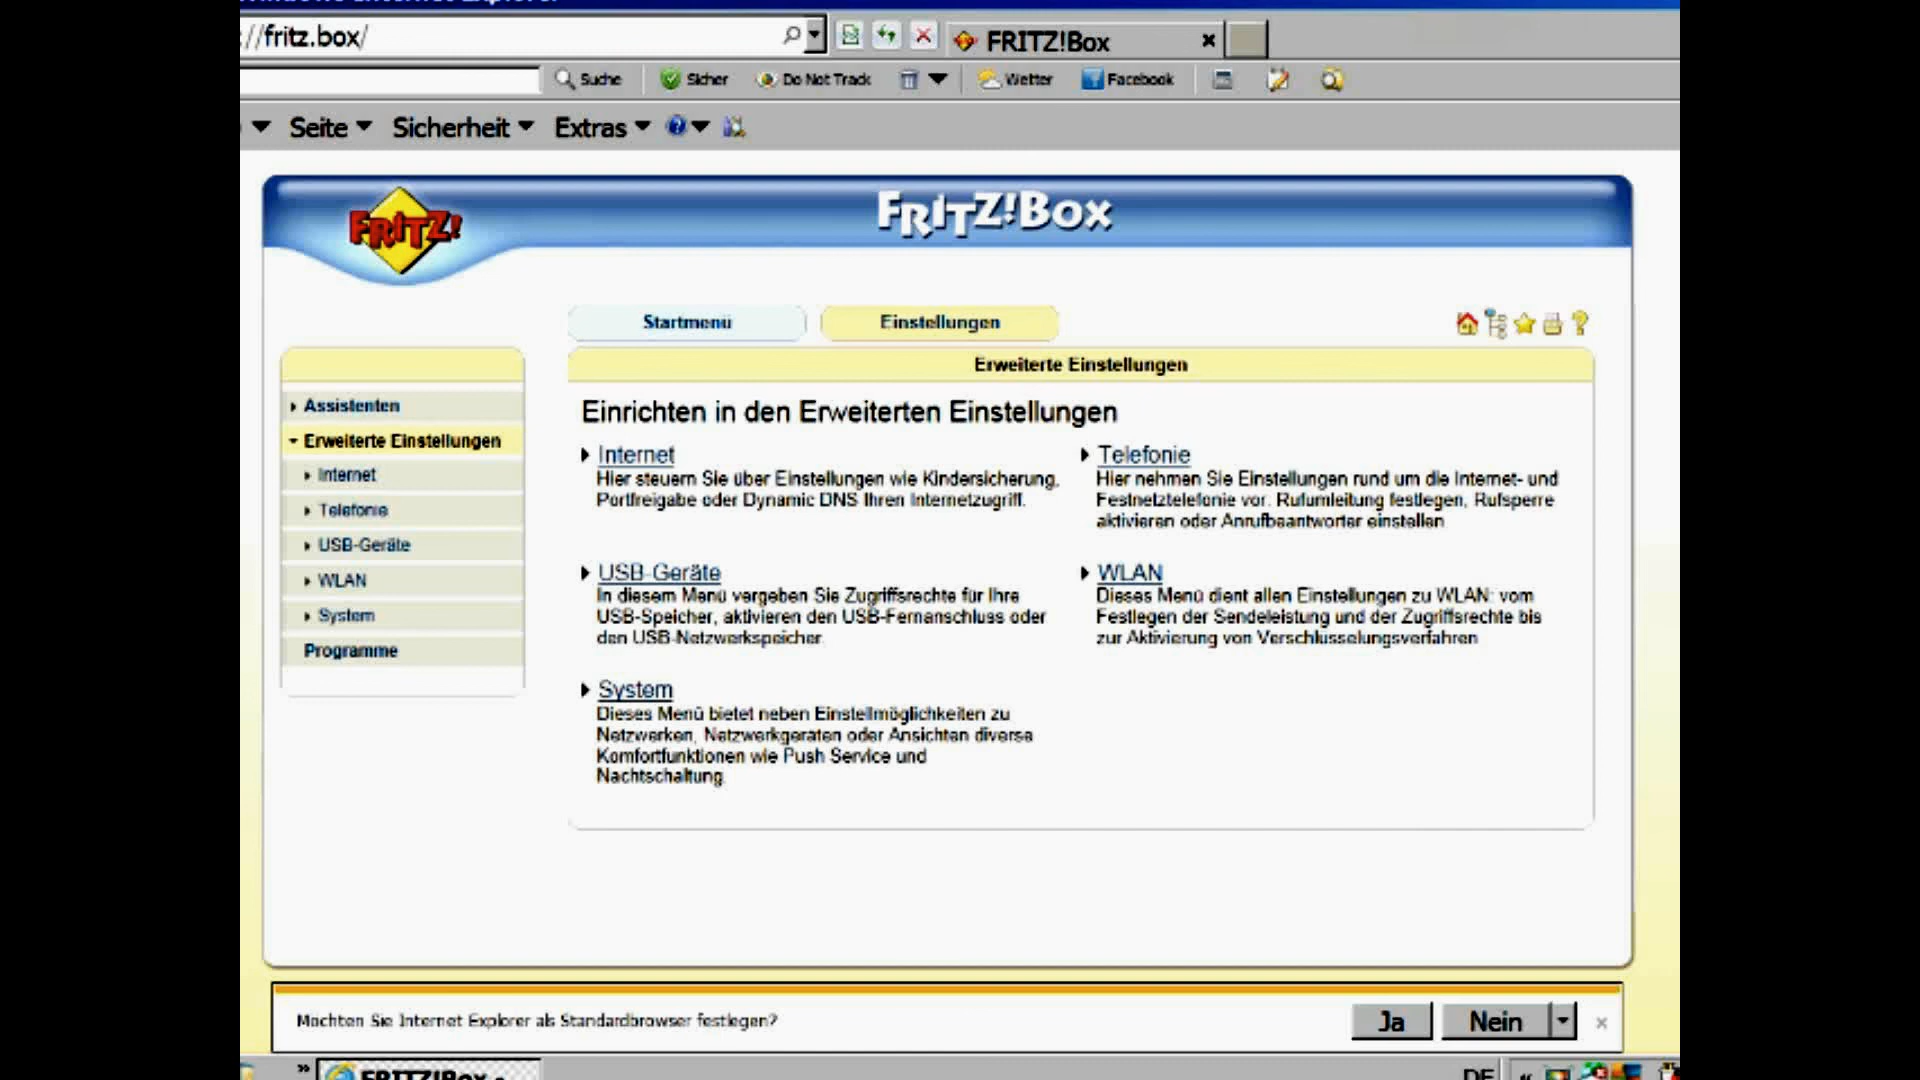 ://fritz.box/
FRITZ!Box
Suche Sicher Do Not Track Wetter Facebook
Seite Sicherheit Extras
FRITZ!
FRITZ!Box
Startmenü
Einstellungen
Erweiterte Einstellungen
Assistenten
Erweiterte Einstellungen
Internet
Telefonie
USB-Geräte
WLAN
System
Programme
Einrichten in den Erweiterten Einstellungen
Internet
Hier steuern Sie über Einstellungen wie Kindersicherung,
Portfreigabe oder Dynamic DNS Ihren Internetzugriff.
Telefonie
Hier nehmen Sie Einstellungen rund um die Internet- und
Festnetztelefonie vor. Rufumleitung festlegen, Rufsperre
aktivieren oder Anrufbeantworter einstellen
USB-Geräte
In diesem Menü vergeben Sie Zugriffsrechte für Ihre
USB-Speicher, aktivieren den USB-Fernanschluss oder
den USB-Netzwerkspeicher.
WLAN
Dieses Menü dient allen Einstellungen zu WLAN: vom
Festlegen der Sendeleistung und der Zugriffsrechte bis
zur Aktivierung von Verschlüsselungsverfahren
System
Dieses Menü bietet neben Einstellmöglichkeiten zu
Netzwerken, Netzwerkgeräten oder Ansichten diverse
Komfortfunktionen wie Push Service und
Nachtschaltung
Möchten Sie Internet Explorer als Standardbrowser festlegen?
Ja
Nein
FRITZ!Box -
DE